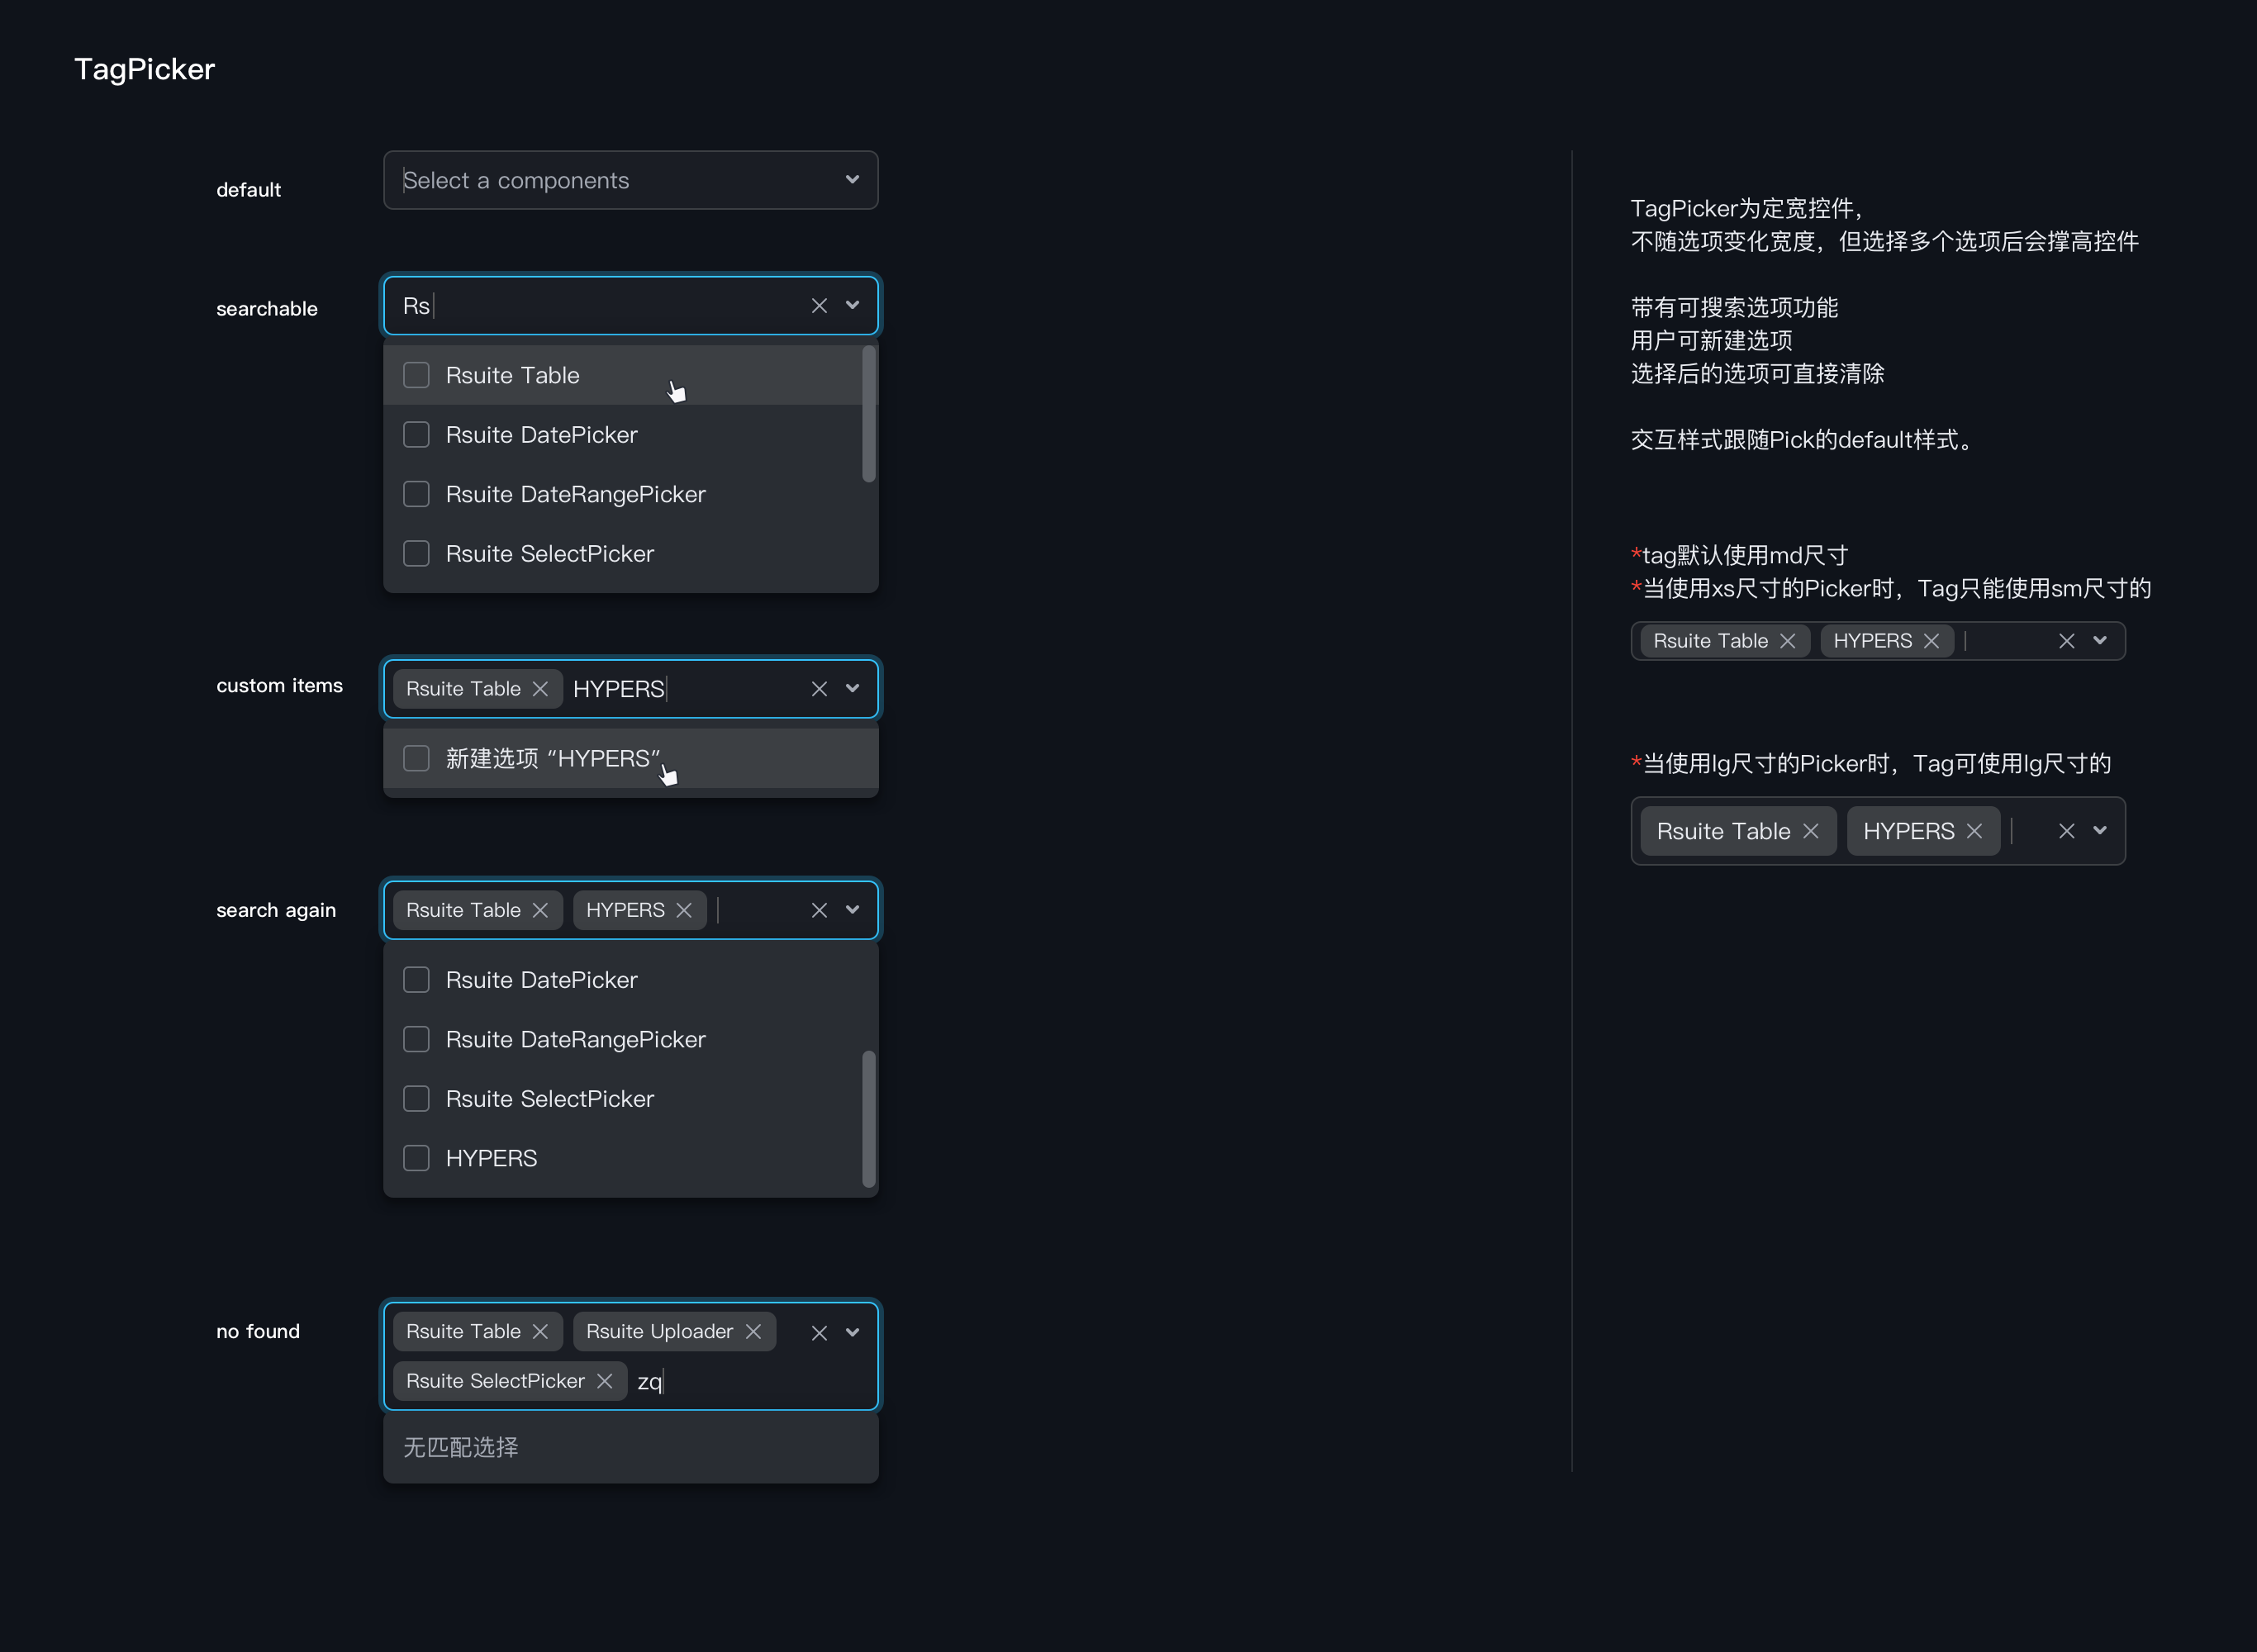 TagPicker
default
Select a components
searchable
Rs
Rsuite Table
Rsuite DatePicker
Rsuite DateRangePicker
Rsuite SelectPicker
custom items
Rsuite Table HYPERS
新建选项 “HYPERS”
search again
Rsuite Table HYPERS
Rsuite DatePicker
Rsuite DateRangePicker
Rsuite SelectPicker
HYPERS
no found
Rsuite Table Rsuite Uploader
Rsuite SelectPicker zq
无匹配选择
TagPicker为定宽控件，
不随选项变化宽度，但选择多个选项后会撑高控件
带有可搜索选项功能
用户可新建选项
选择后的选项可直接清除
交互样式跟随Pick的default样式。
*tag默认使用md尺寸
*当使用xs尺寸的Picker时，Tag只能使用sm尺寸的
Rsuite Table HYPERS
*当使用lg尺寸的Picker时，Tag可使用lg尺寸的
Rsuite Table HYPERS